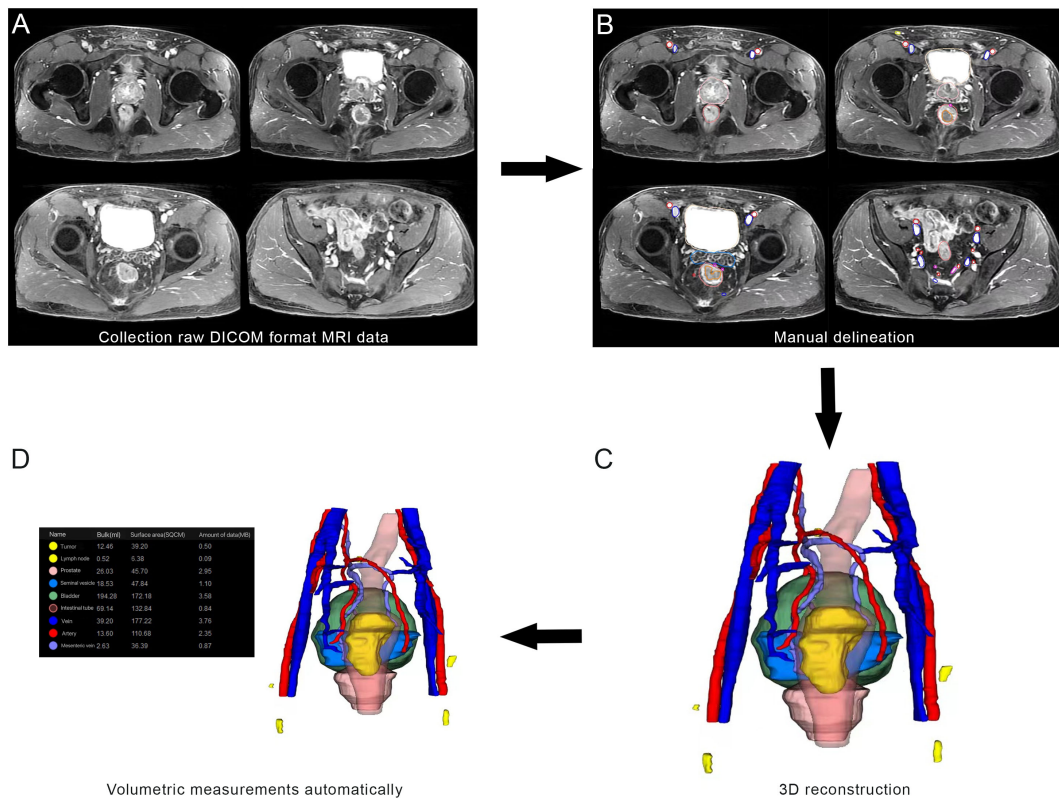 A
Collection raw DICOM format MRI data
B
Manual delineation
C
3D reconstruction
D
Name Bulk(ml) Surface area(SQCM) Amount of data(MB)
Tumor 12.46 39.20 0.50
Lymph node 0.52 6.38 0.09
Prostate 26.03 45.70 2.95
Seminal vesicle 18.53 47.84 1.10
Bladder 194.28 172.18 3.58
Intestinal tube 69.14 132.84 0.84
Vein 39.20 177.22 3.76
Artery 13.60 110.68 2.35
Mesenteric vein 2.63 36.39 0.87
Volumetric measurements automatically